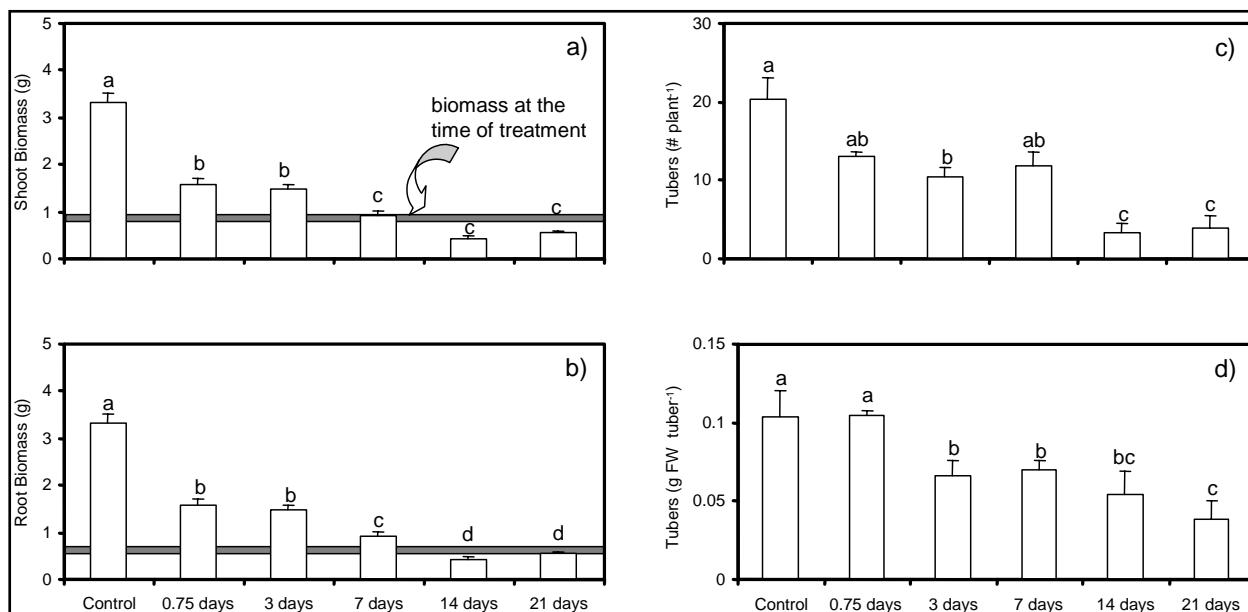 5
4
3
2
1
0
Shoot Biomass (g)
a
b
b
c
c
c
a)
biomass at the
time of treatment
30
20
10
0
Tubers (# plant⁻¹)
a
ab
b
ab
c
c
c)
5
4
3
2
1
0
Root Biomass (g)
a
b
b
c
d
d
b)
Control 0.75 days 3 days 7 days 14 days 21 days
0.15
0.1
0.05
0
Tubers (g FW tuber⁻¹)
a
a
b
b
bc
c
d)
Control 0.75 days 3 days 7 days 14 days 21 days